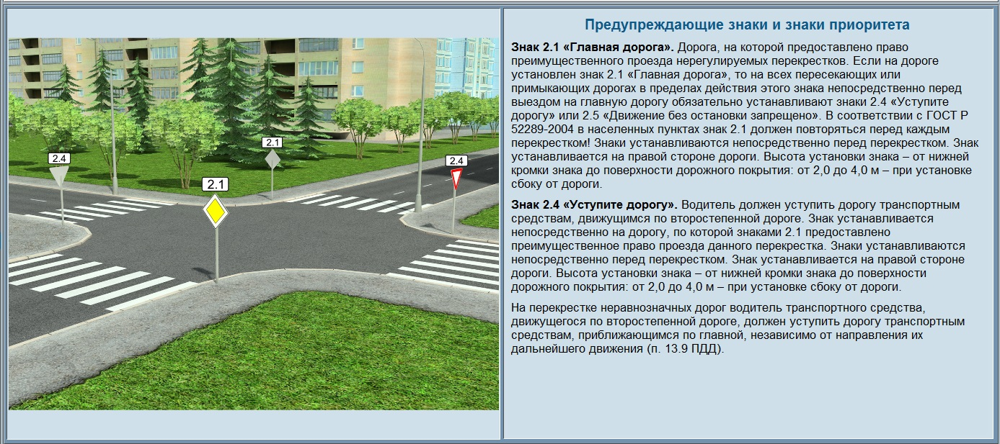 Предупреждающие знаки и знаки приоритета
Знак 2.1 «Главная дорога». Дорога, на которой предоставлено право
преимущественного проезда нерегулируемых перекрестков. Если на дороге
установлен знак 2.1 «Главная дорога», то на всех пересекающих или
примыкающих дорогах в пределах действия этого знака непосредственно перед
выездом на главную дорогу обязательно устанавливают знаки 2.4 «Уступите
дорогу» или 2.5 «Движение без остановки запрещено». В соответствии с ГОСТ Р
52289-2004 в населенных пунктах знак 2.1 должен повторяться перед каждым
перекрестком! Знаки устанавливаются непосредственно перед перекрестком. Знак
устанавливается на правой стороне дороги. Высота установки знака – от нижней
кромки знака до поверхности дорожного покрытия: от 2,0 до 4,0 м – при установке
сбоку от дороги.
Знак 2.4 «Уступите дорогу». Водитель должен уступить дорогу транспортным
средствам, движущимся по второстепенной дороге. Знак устанавливается
непосредственно на дорогу, по которой знаками 2.1 предоставлено
преимущественное право проезда данного перекрестка. Знаки устанавливаются
непосредственно перед перекрестком. Знак устанавливается на правой стороне
дороги. Высота установки знака – от нижней кромки знака до поверхности
дорожного покрытия: от 2,0 до 4,0 м – при установке сбоку от дороги.
На перекрестке неравнозначных дорог водитель транспортного средства,
движущегося по второстепенной дороге, должен уступить дорогу транспортным
средствам, приближающимся по главной, независимо от направления их
дальнейшего движения (п. 13.9 ПДД).
2.1
2.4
2.4
2.1